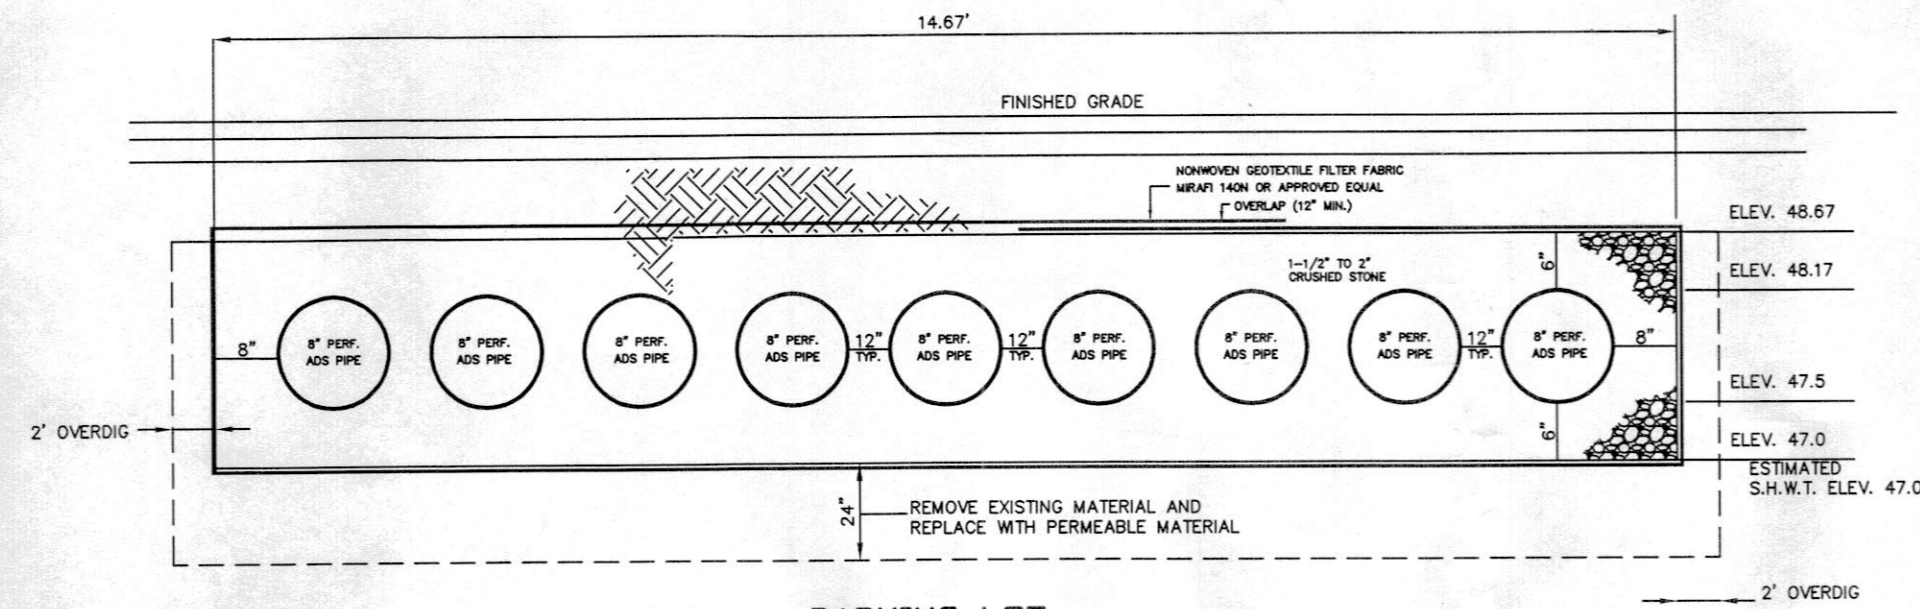 14.67'
FINISHED GRADE
NONWOVEN GEOTEXTILE FILTER FABRIC
MIRAFI 140N OR APPROVED EQUAL
OVERLAP (12" MIN.)
ELEV. 48.67
1-1/2" TO 2"
CRUSHED STONE
6"
ELEV. 48.17
8"
8" PERF.
ADS PIPE
8" PERF.
ADS PIPE
8" PERF.
ADS PIPE
8" PERF.
ADS PIPE
12"
TYP.
8" PERF.
ADS PIPE
12"
TYP.
8" PERF.
ADS PIPE
8" PERF.
ADS PIPE
8" PERF.
ADS PIPE
12"
TYP.
8" PERF.
ADS PIPE
8"
ELEV. 47.5
2' OVERDIG
6"
ELEV. 47.0
ESTIMATED
S.H.W.T. ELEV. 47.0
24"
REMOVE EXISTING MATERIAL AND
REPLACE WITH PERMEABLE MATERIAL
2' OVERDIG